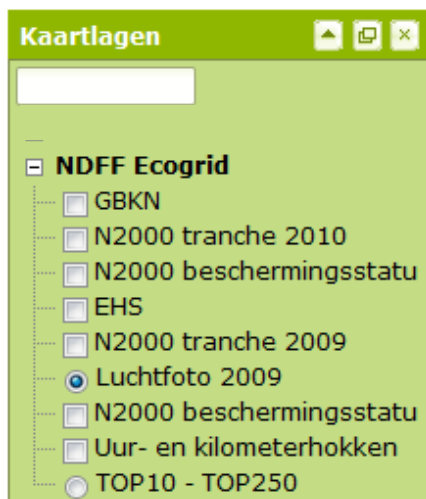 Kaartlagen
NDFF Ecogrid
GBKN
N2000 tranche 2010
N2000 beschermingsstatu
EHS
N2000 tranche 2009
Luchtfoto 2009
N2000 beschermingsstatu
Uur- en kilometerhokken
TOP10 - TOP250